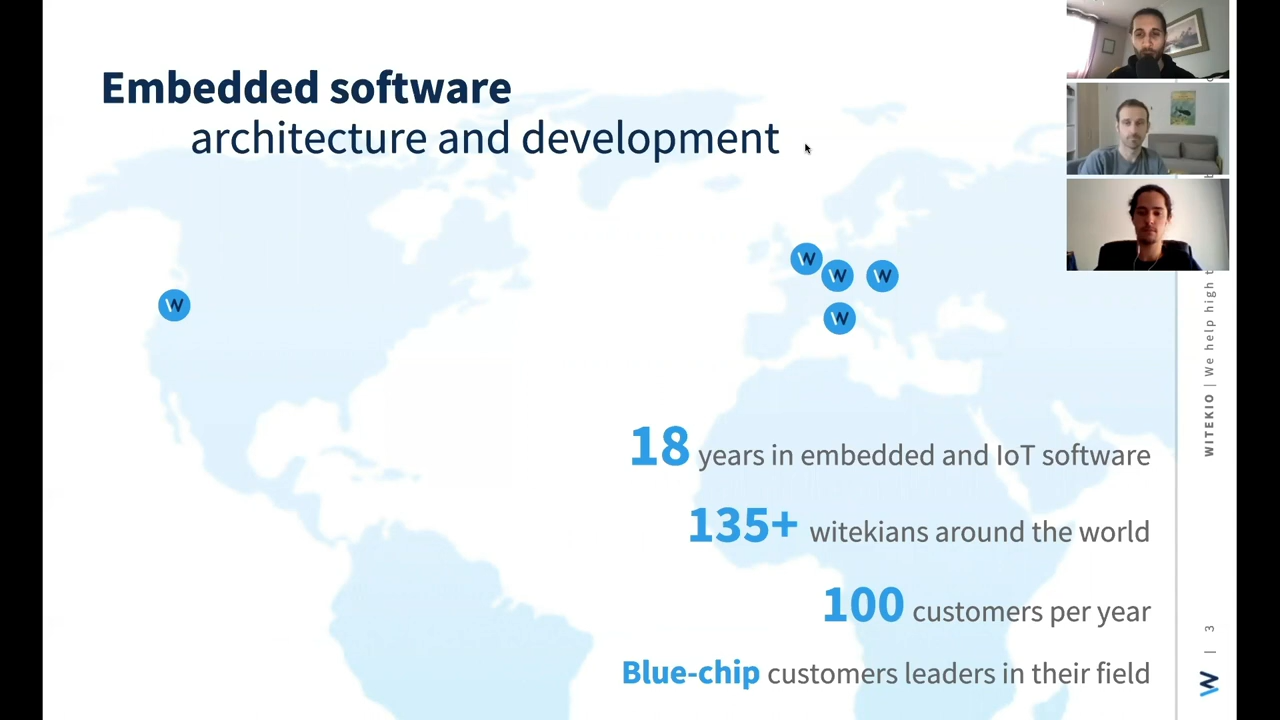 Embedded software
architecture and development
W
W
W
W
W
18 years in embedded and IoT software
135+ witekians around the world
100 customers per year
Blue-chip customers leaders in their field
WITEKIO | We help high
W | 3